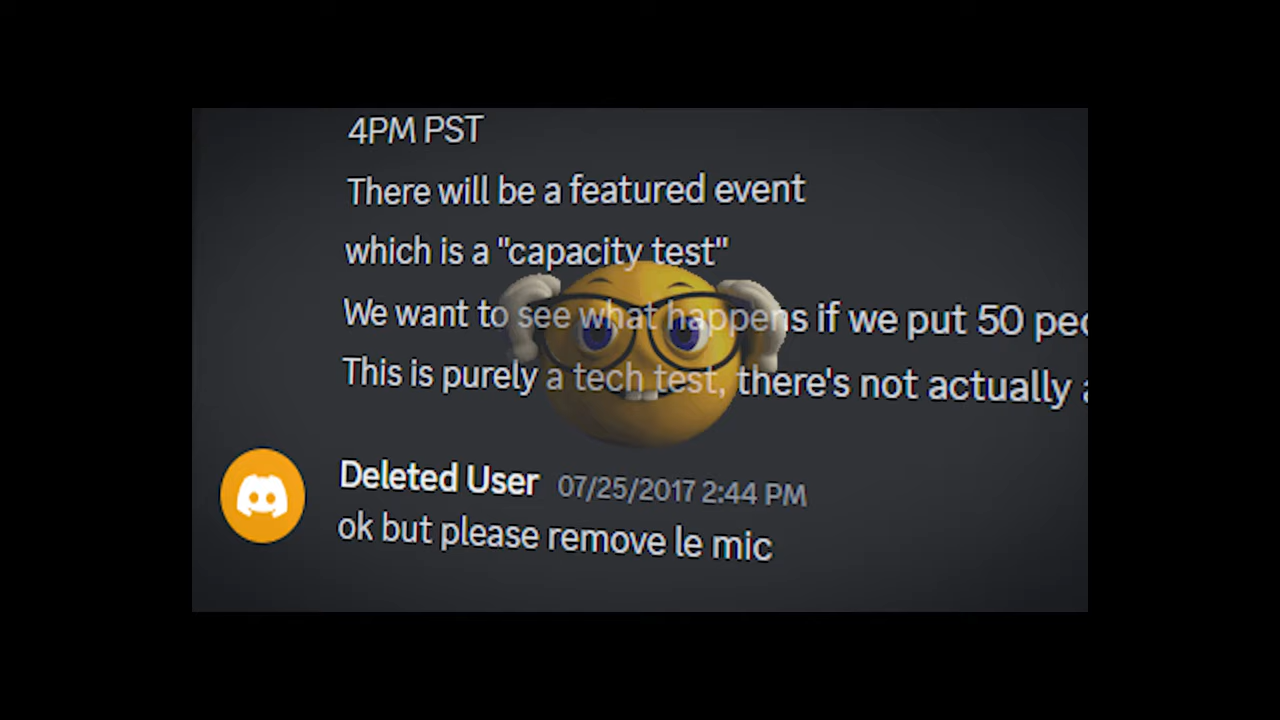 4PM PST
There will be a featured event
which is a "capacity test"
We want to see what happens if we put 50
This is purely a tech test, there's not actually
Deleted User 07/25/2017 2:44 PM
ok but please remove le mic